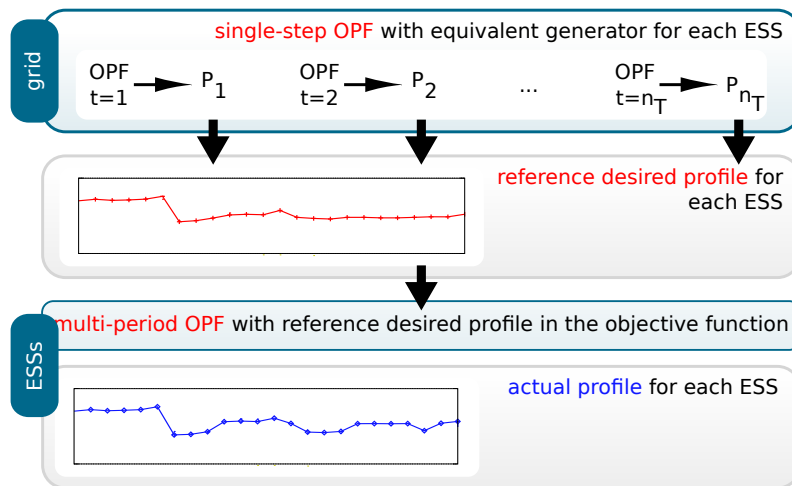 single-step OPF with equivalent generator for each ESS
grid
OPF t=1 P1
OPF t=2 P2
...
OPF t=nT PnT
reference desired profile for
each ESS
multi-period OPF with reference desired profile in the objective function
ESSs
actual profile for each ESS